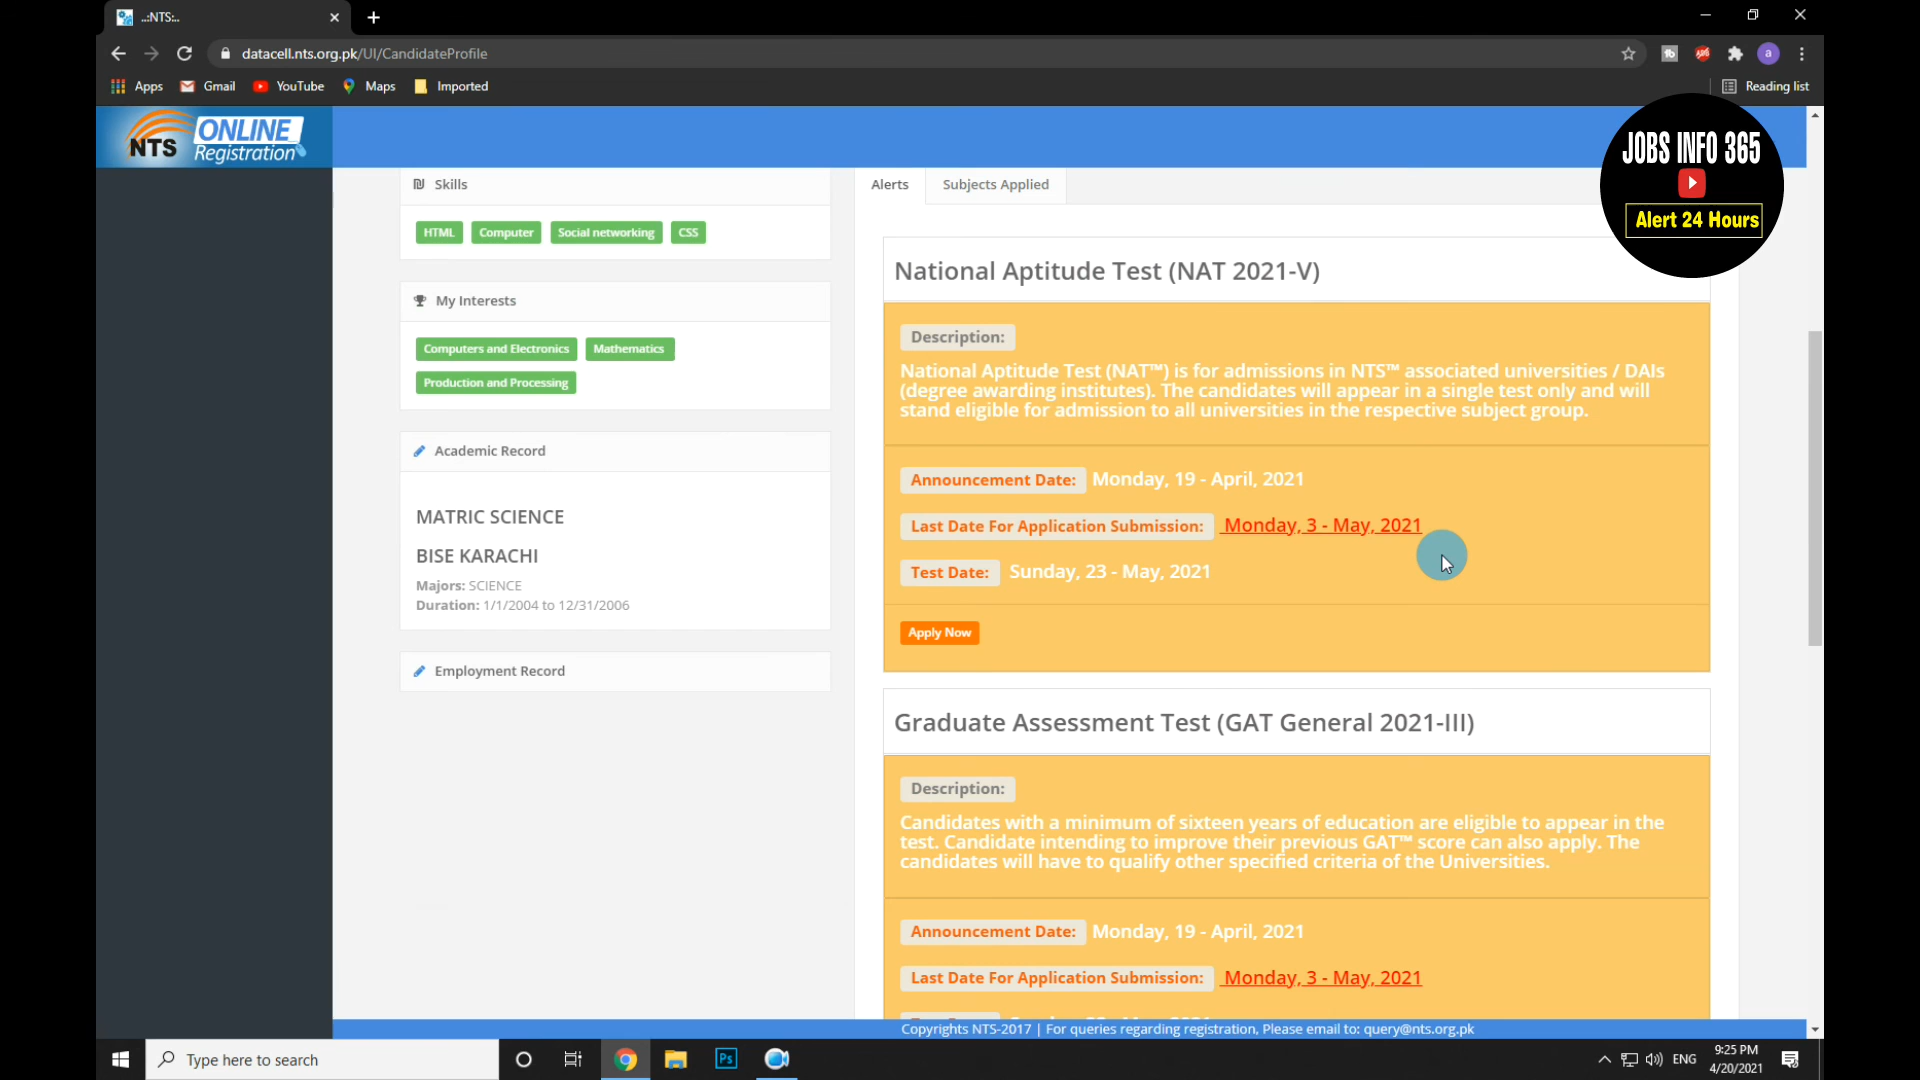 ..:NTS:..
datacell.nts.org.pk/UI/CandidateProfile
a
Apps
Gmail
YouTube
Maps
Imported
Reading list
NTS ONLINE
Registration
JOBS INFO 365
Alert 24 Hours
Skills
HTML
Computer
Social networking
CSS
My Interests
Computers and Electronics
Mathematics
Production and Processing
Academic Record
MATRIC SCIENCE
BISE KARACHI
Majors: SCIENCE
Duration: 1/1/2004 to 12/31/2006
Employment Record
Alerts
Subjects Applied
National Aptitude Test (NAT 2021-V)
Description:
National Aptitude Test (NAT™) is for admissions in NTS™ associated universities / DAIs
(degree awarding institutes). The candidates will appear in a single test only and will
stand eligible for admission to all universities in the respective subject group.
Announcement Date: Monday, 19 - April, 2021
Last Date For Application Submission: Monday, 3 - May, 2021
Test Date: Sunday, 23 - May, 2021
Apply Now
Graduate Assessment Test (GAT General 2021-III)
Description:
Candidates with a minimum of sixteen years of education are eligible to appear in the
test. Candidate intending to improve their previous GAT™ score can also apply. The
candidates will have to qualify other specified criteria of the Universities.
Announcement Date: Monday, 19 - April, 2021
Last Date For Application Submission: Monday, 3 - May, 2021
Copyrights NTS-2017 | For queries regarding registration, Please email to: query@nts.org.pk
Type here to search
Ps
ENG
9:25 PM
4/20/2021